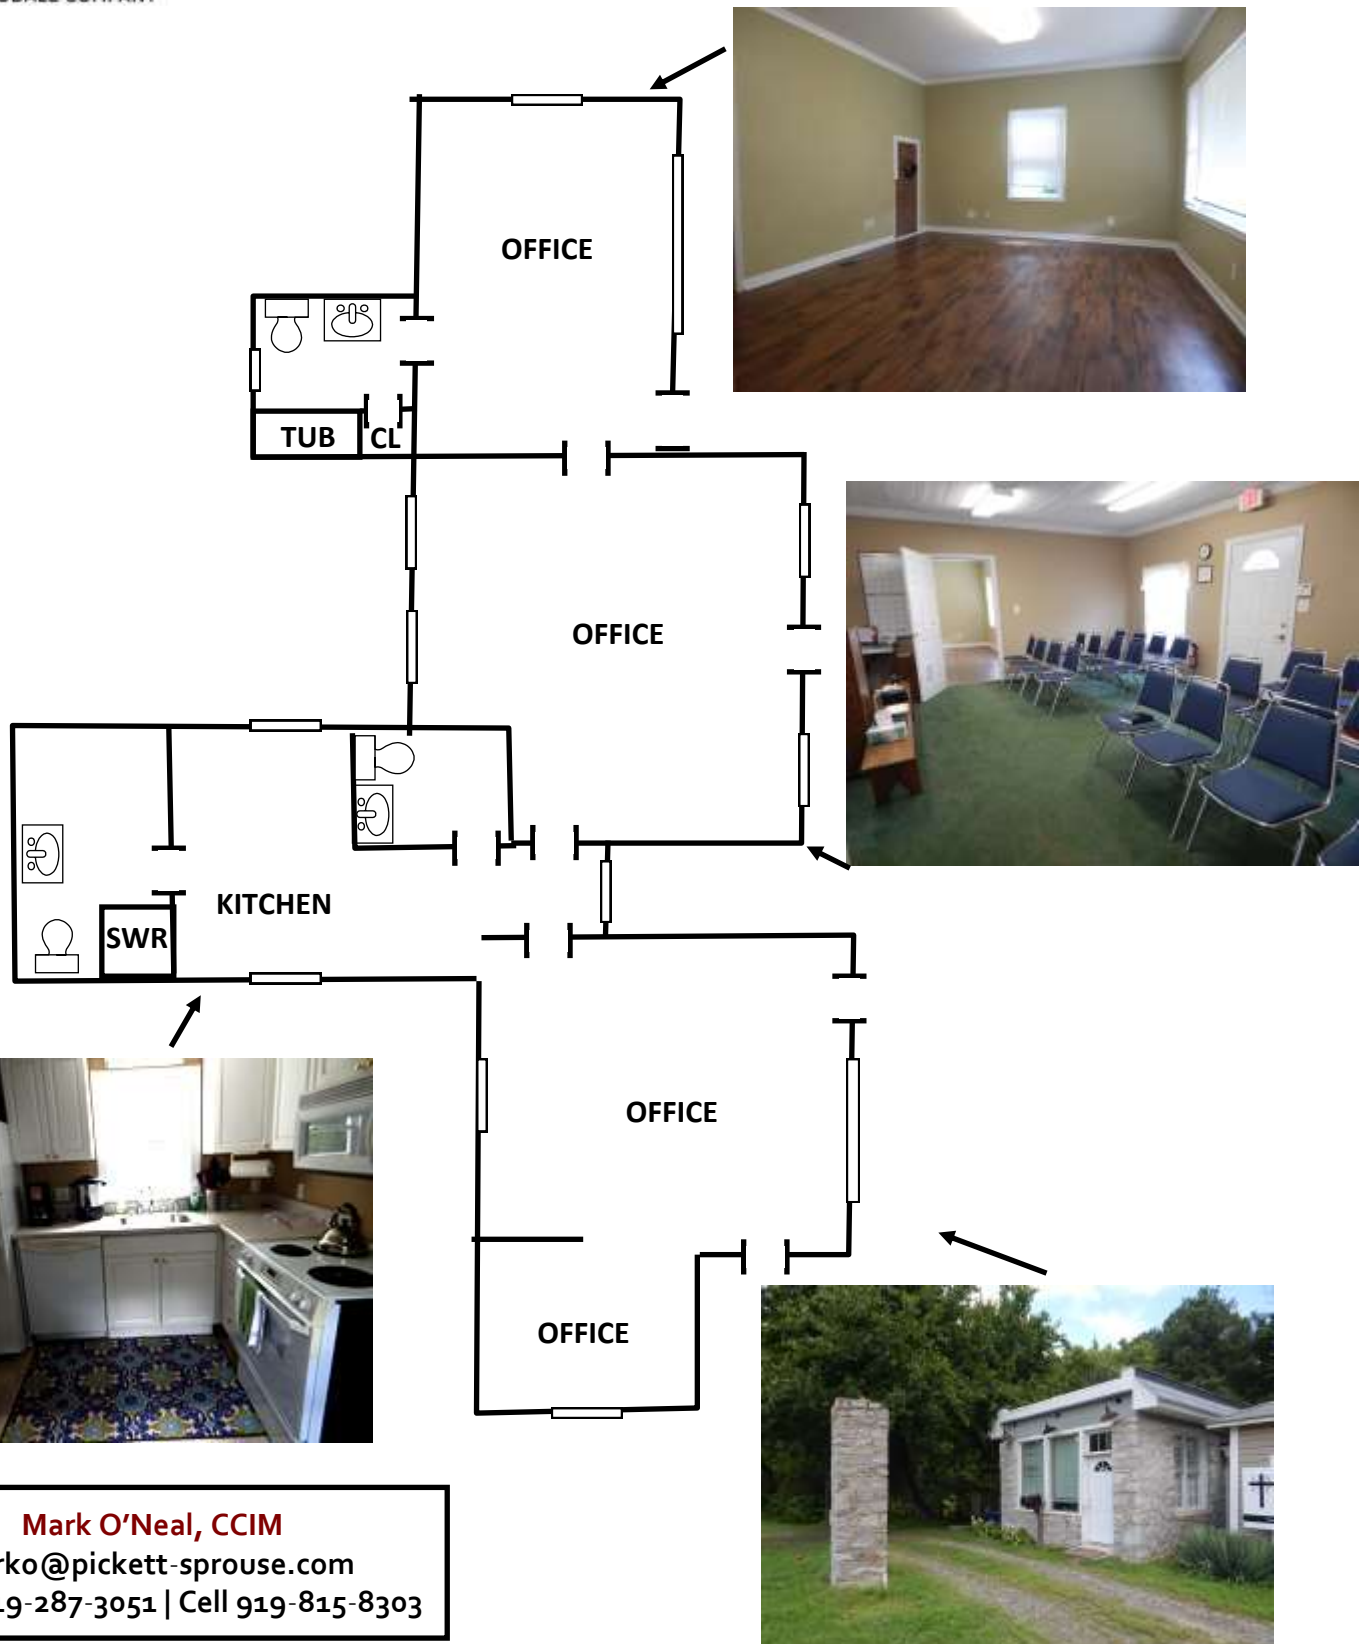 OFFICE
TUB
CL
OFFICE
KITCHEN
SWR
OFFICE
OFFICE
Mark O’Neal, CCIM
rko@pickett-sprouse.com
19-287-3051 | Cell 919-815-8303